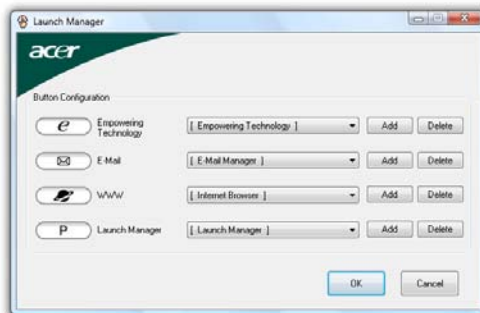 Launch Manager
acer
Button Configuration
e Empowering Technology [ Empowering Technology ] Add Delete
E-Mail [ E-Mail Manager ] Add Delete
WWW [ Internet Browser ] Add Delete
P Launch Manager [ Launch Manager ] Add Delete
OK Cancel